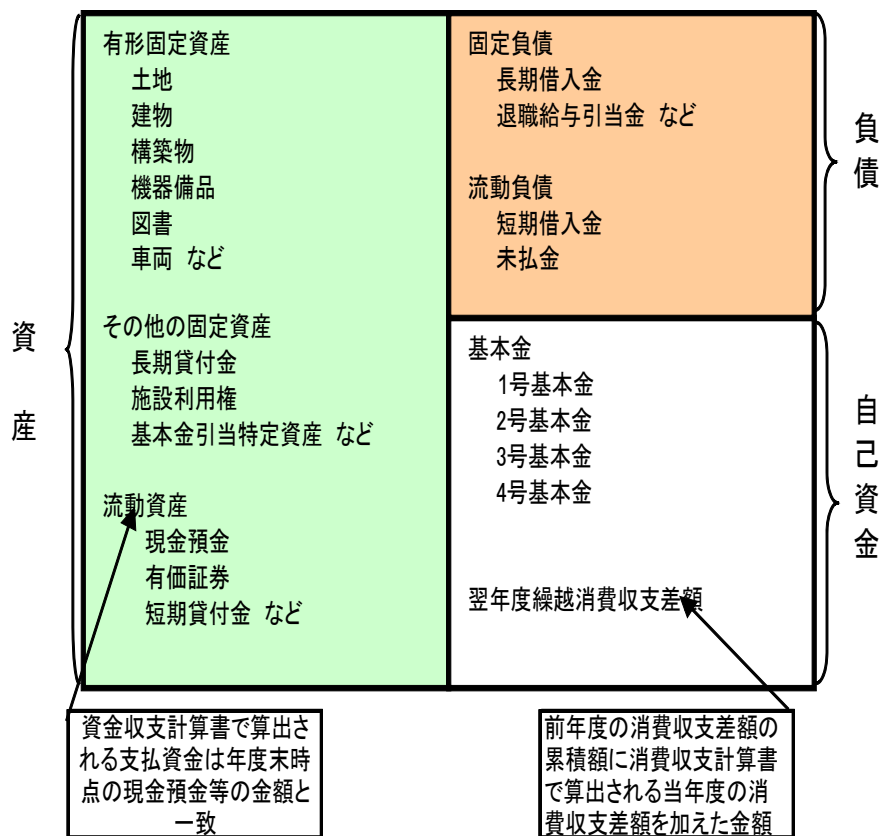 資産
有形固定資産
土地
建物
構築物
機器備品
図書
車両 など
その他の固定資産
長期貸付金
施設利用権
基本金引当特定資産 など
流動資産
現金預金
有価証券
短期貸付金 など
固定負債
長期借入金
退職給与引当金 など
流動負債
短期借入金
未払金
負債
基本金
1号基本金
2号基本金
3号基本金
4号基本金
翌年度繰越消費収支差額
自己資金
資金収支計算書で算出さ
れる支払資金は年度末時
点の現金預金等の金額と
一致
前年度の消費収支差額の
累積額に消費収支計算書
で算出される当年度の消
費収支差額を加えた金額